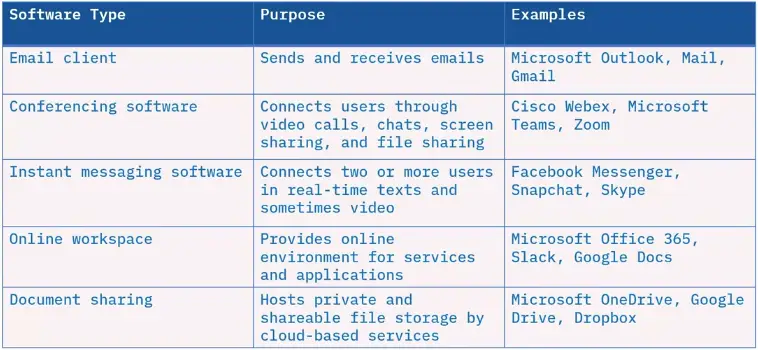 Software Type Purpose Examples
Email client Sends and receives emails Microsoft Outlook, Mail,
Gmail
Conferencing software Connects users through Cisco Webex, Microsoft
video calls, chats, screen Teams, Zoom
sharing, and file sharing
Instant messaging software Connects two or more users Facebook Messenger,
in real-time texts and Snapchat, Skype
sometimes video
Online workspace Provides online Microsoft Office 365,
environment for services Slack, Google Docs
and applications
Document sharing Hosts private and Microsoft OneDrive, Google
shareable file storage by Drive, Dropbox
cloud-based services